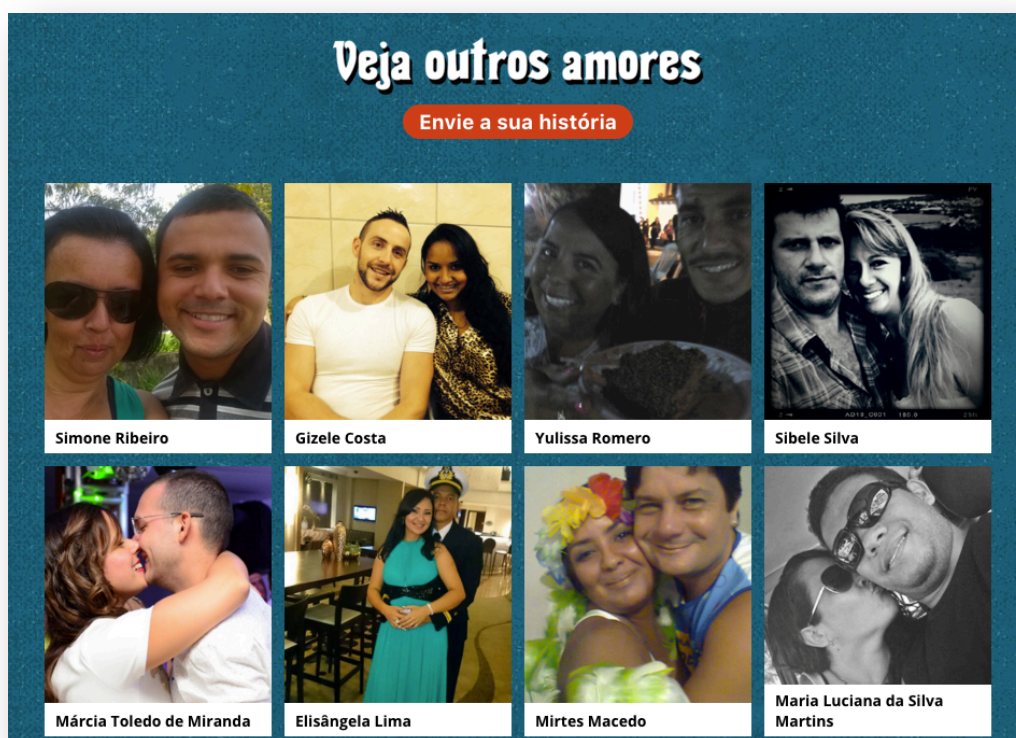 Veja outros amores
Envie a sua história
Simone Ribeiro
Gizele Costa
Yulissa Romero
Sibele Silva
Márcia Toledo de Miranda
Elisângela Lima
Mirtes Macedo
Maria Luciana da Silva
Martins